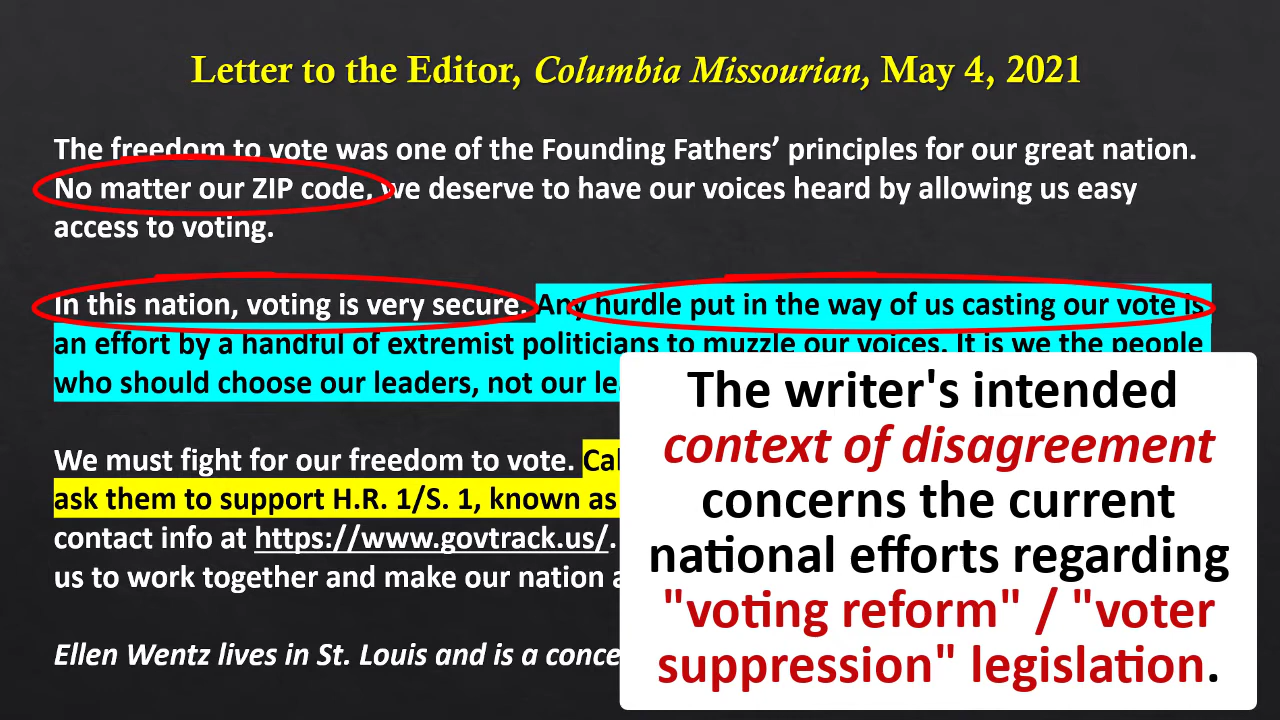 Letter to the Editor, Columbia Missourian, May 4, 2021
The freedom to vote was one of the Founding Fathers’ principles for our great nation.
No matter our ZIP code, we deserve to have our voices heard by allowing us easy
access to voting.
In this nation, voting is very secure. Any hurdle put in the way of us casting our vote is
an effort by a handful of extremist politicians to muzzle our voices. It is we the people
who should choose our leaders, not our
We must fight for our freedom to vote.
ask them to support H.R. 1/S. 1, known as
contact info at https://www.govtrack.us/.
us to work together and make our nation
Ellen Wentz lives in St. Louis and is a
The writer's intended
context of disagreement
concerns the current
national efforts regarding
"voting reform" / "voter
suppression" legislation.